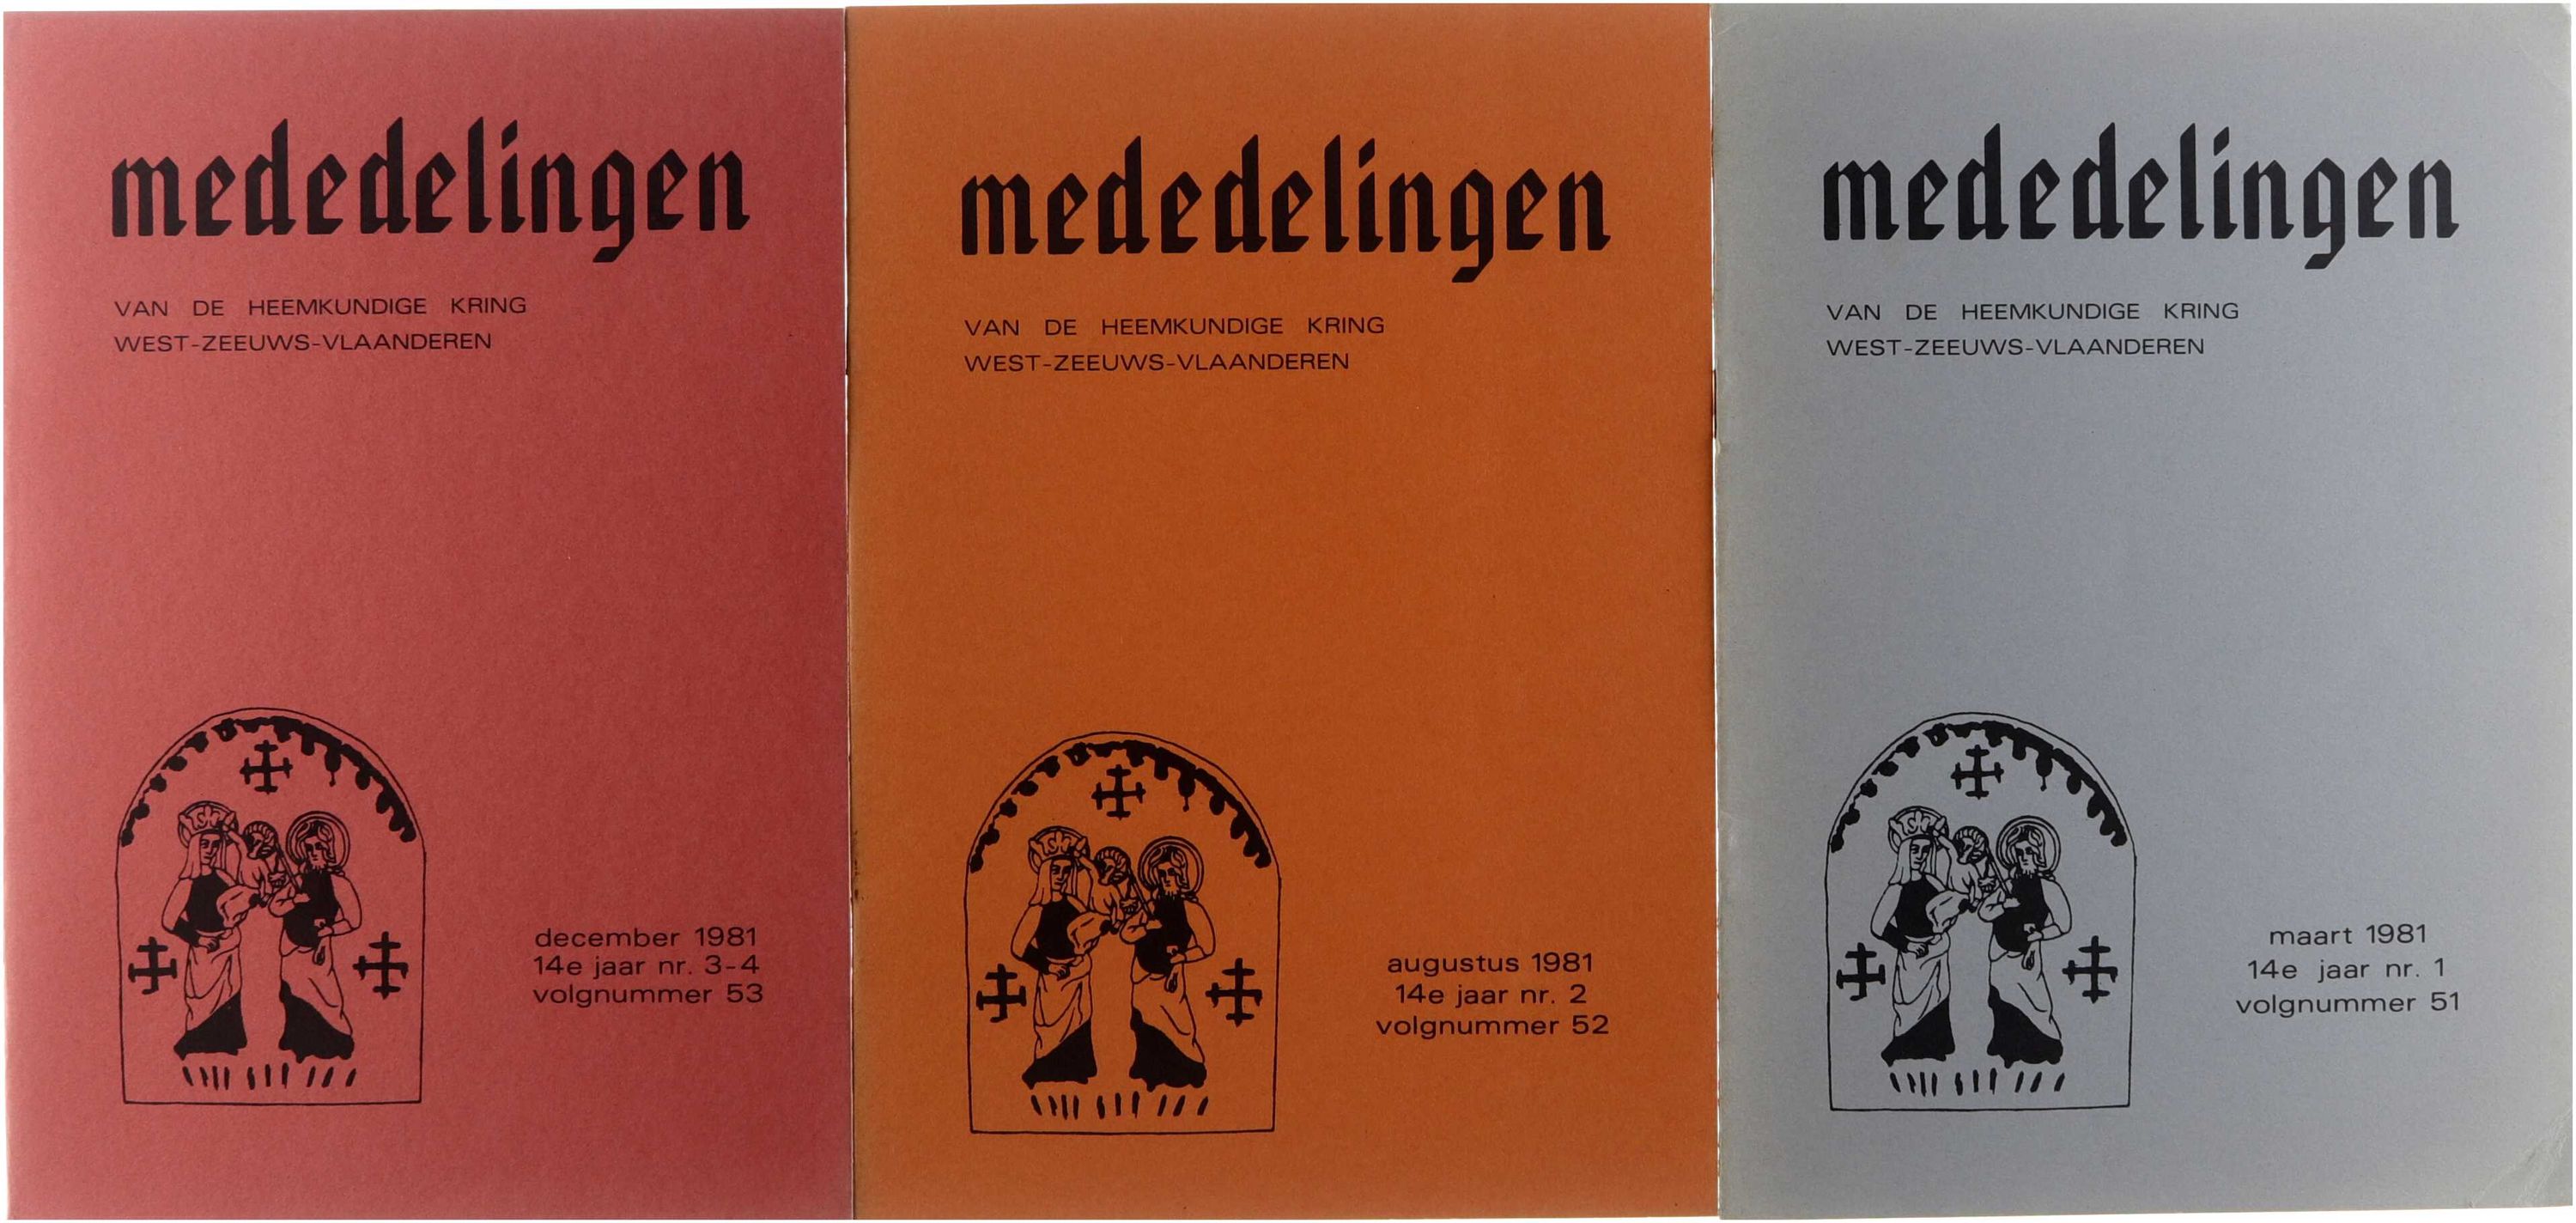 mededelingen
VAN DE HEEMKUNDIGE KRING
WEST-ZEEUWS-VLAANDEREN
december 1981
14e jaar nr. 3-4
volgnummer 53
mededelingen
VAN DE HEEMKUNDIGE KRING
WEST-ZEEUWS-VLAANDEREN
augustus 1981
14e jaar nr. 2
volgnummer 52
mededelingen
VAN DE HEEMKUNDIGE KRING
WEST-ZEEUWS-VLAANDEREN
maart 1981
14e jaar nr. 1
volgnummer 51